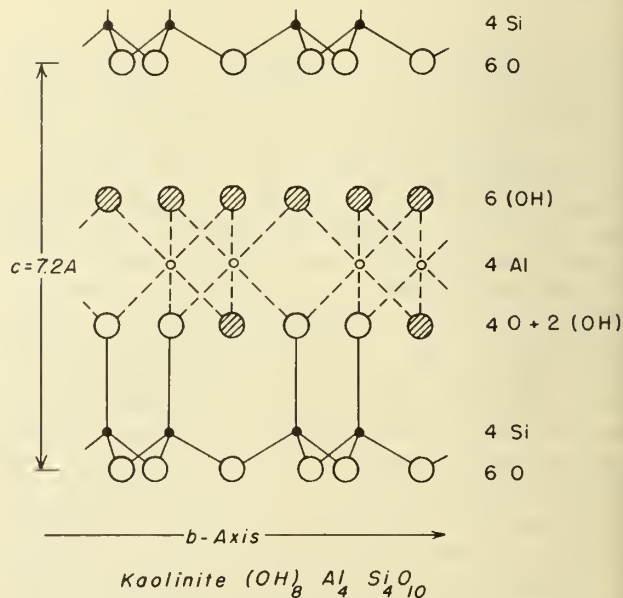 4 Si
6 O
6 (OH)
c=7.2A
4 Al
4 O + 2 (OH)
4 Si
6 O
b-Axis
Kaolinite (OH)8 Al4 Si4O10